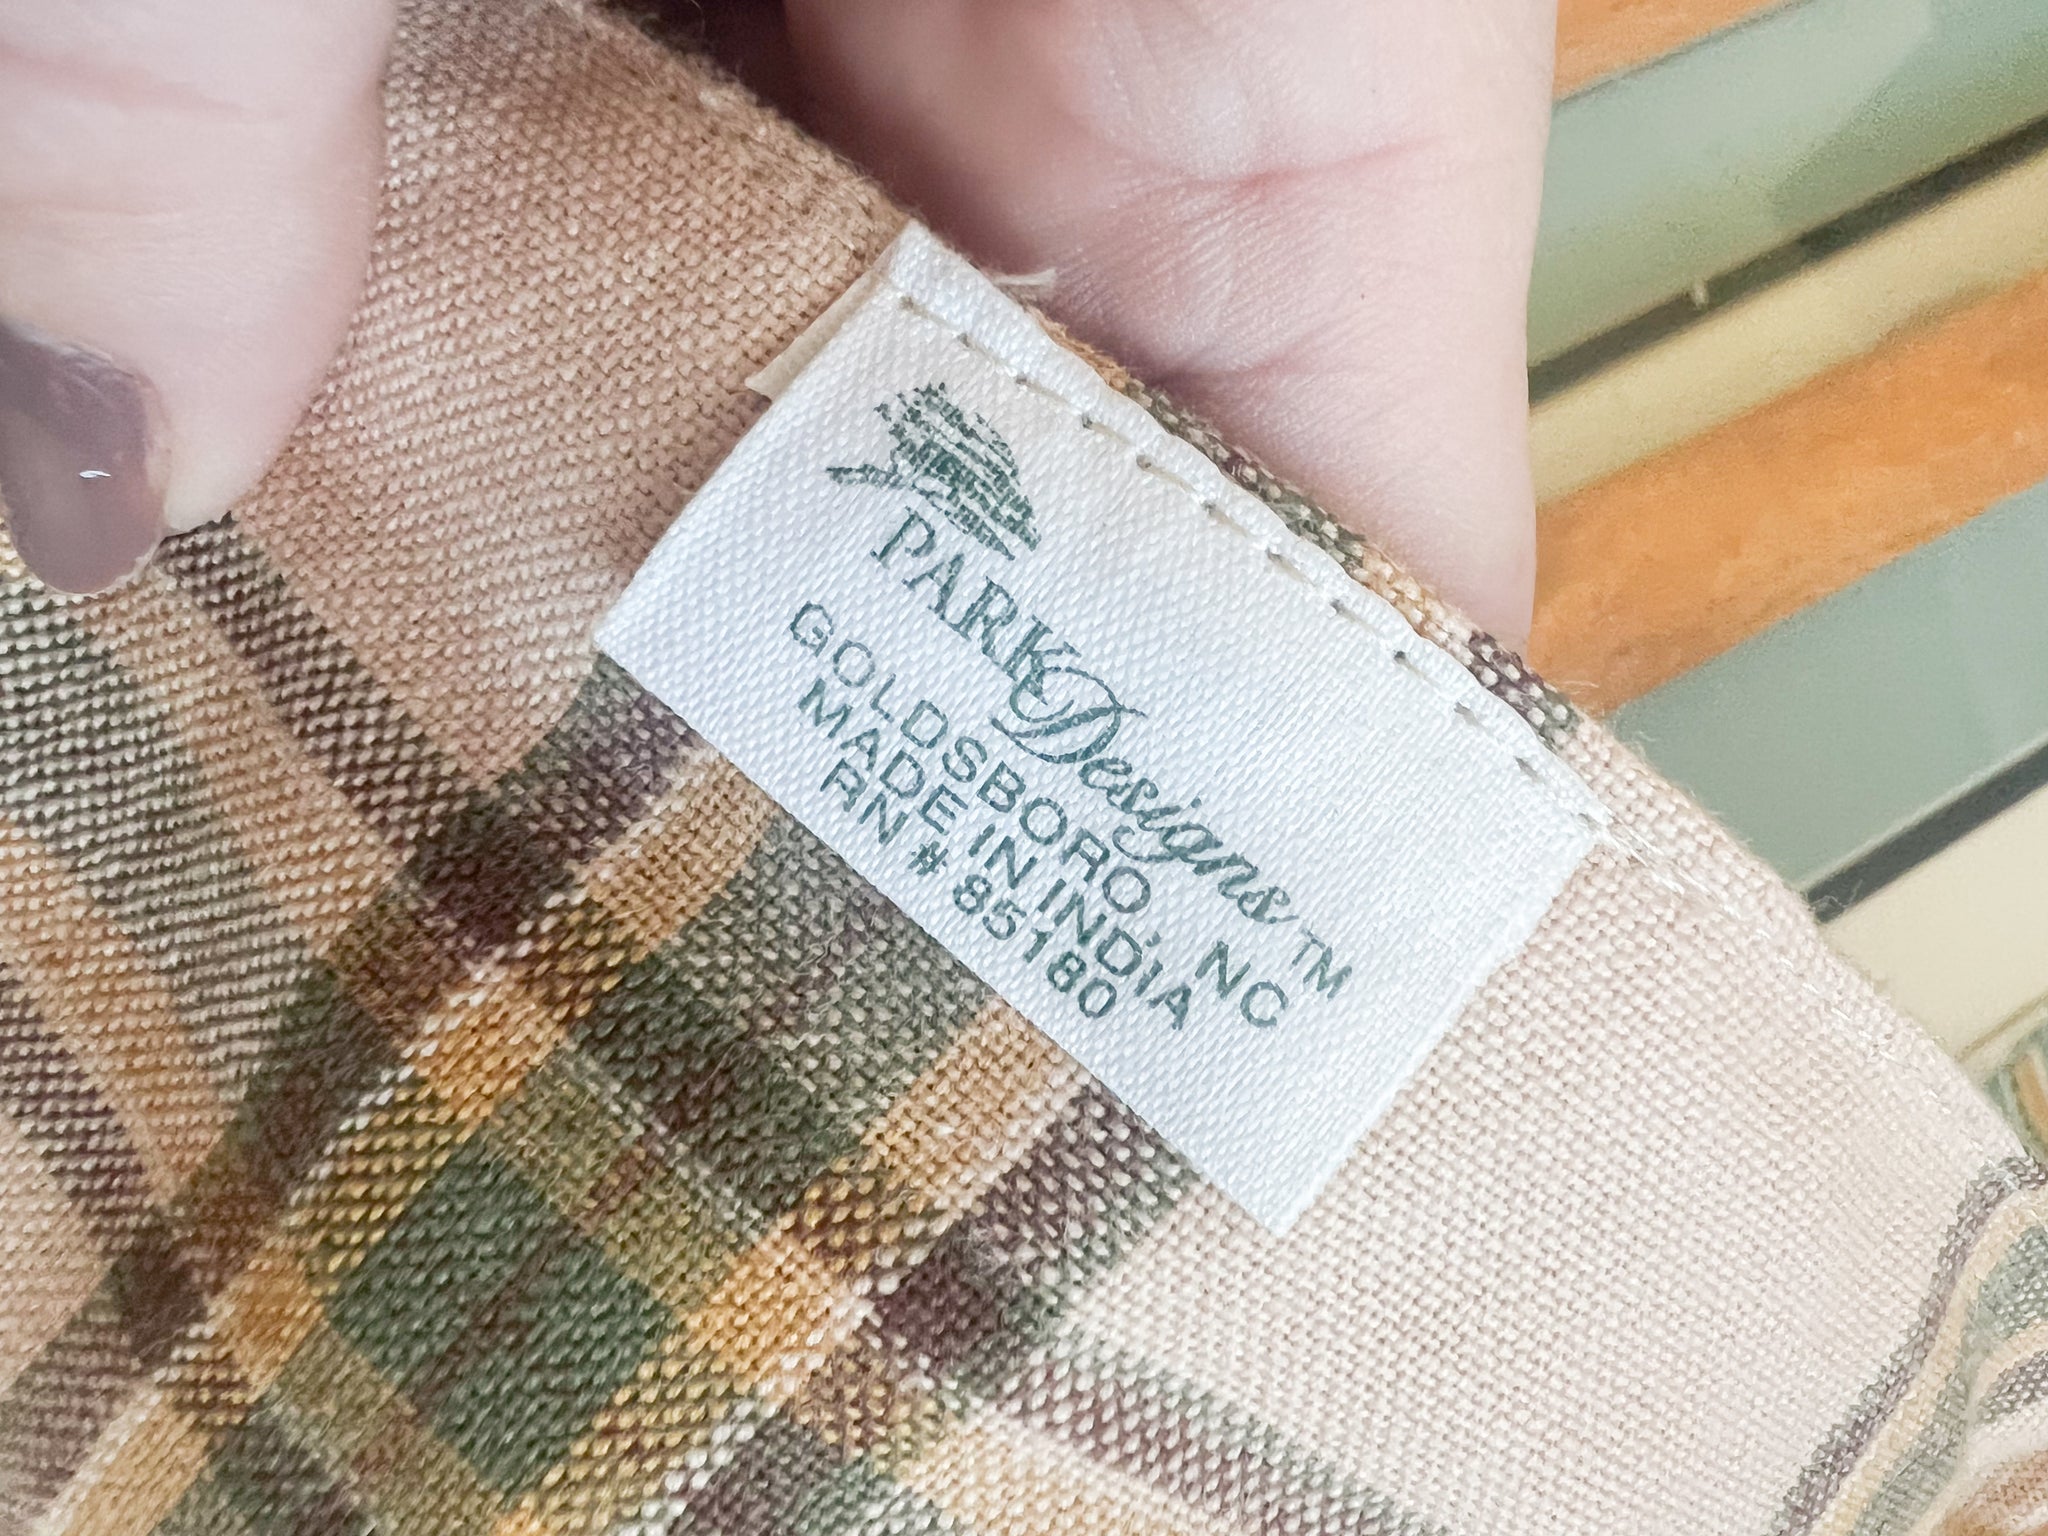 PARK Designs™
GOLDSBORO, NC
MADE IN INDIA
RN #85180